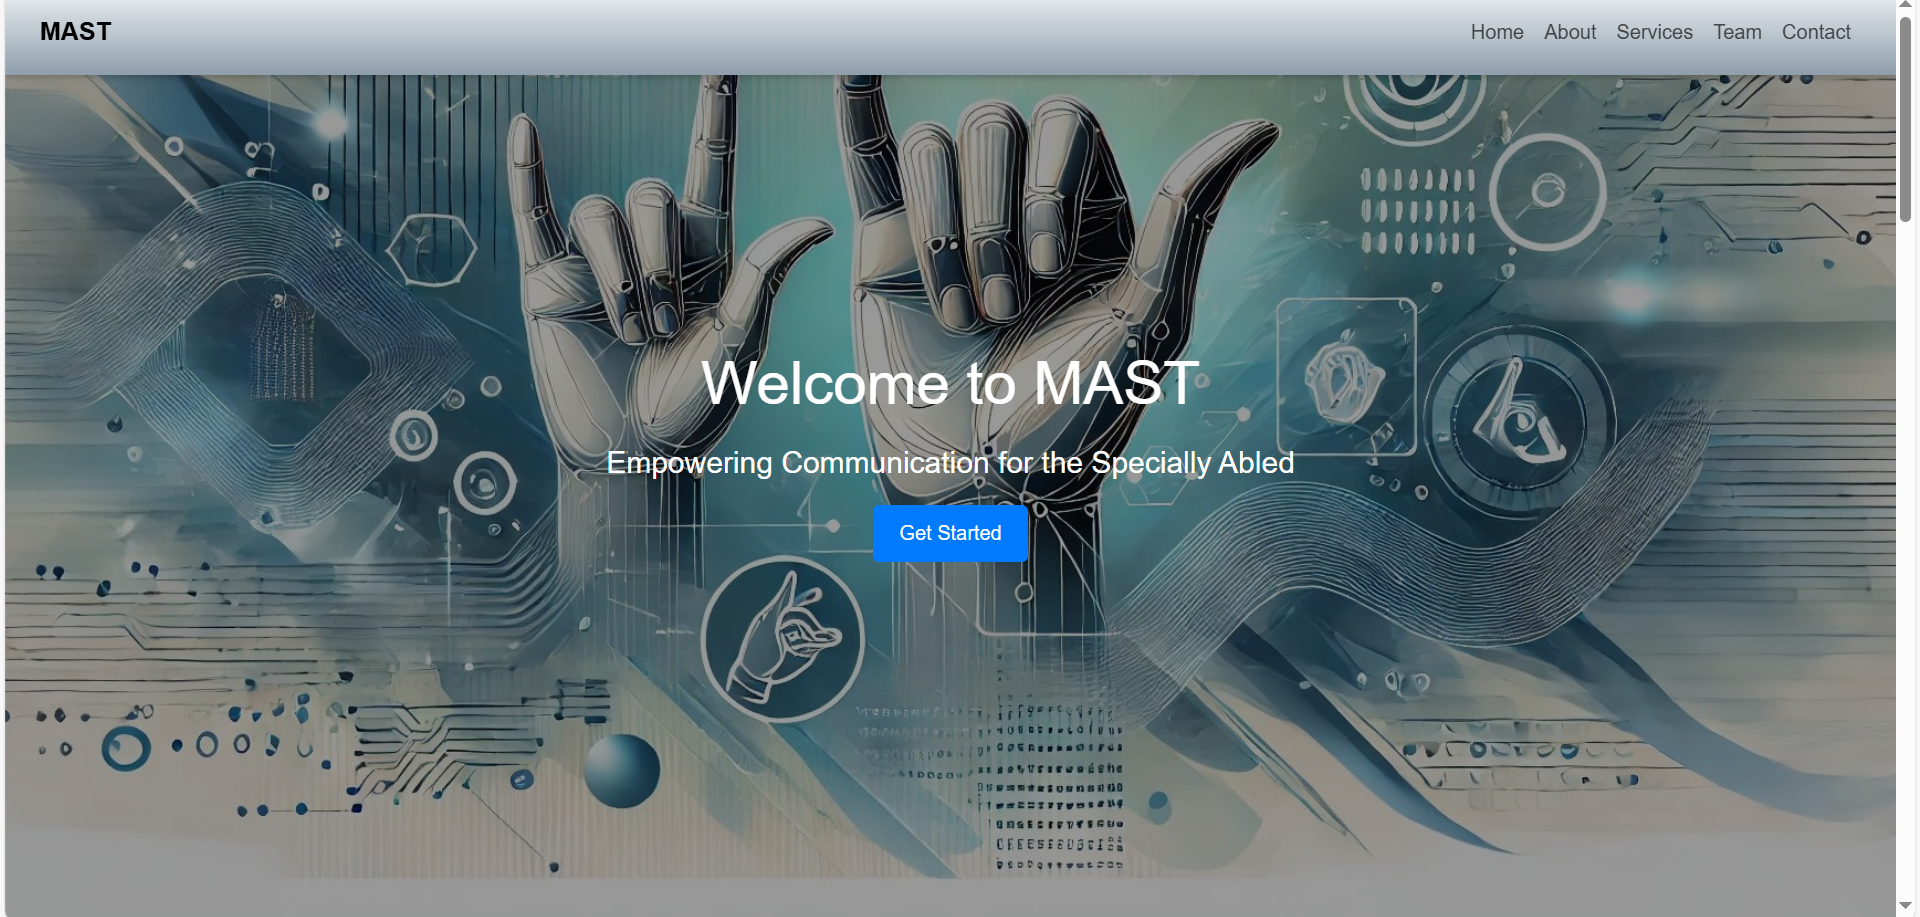 MAST
Home About Services Team Contact
Welcome to MAST
Empowering Communication for the Specially Abled
Get Started